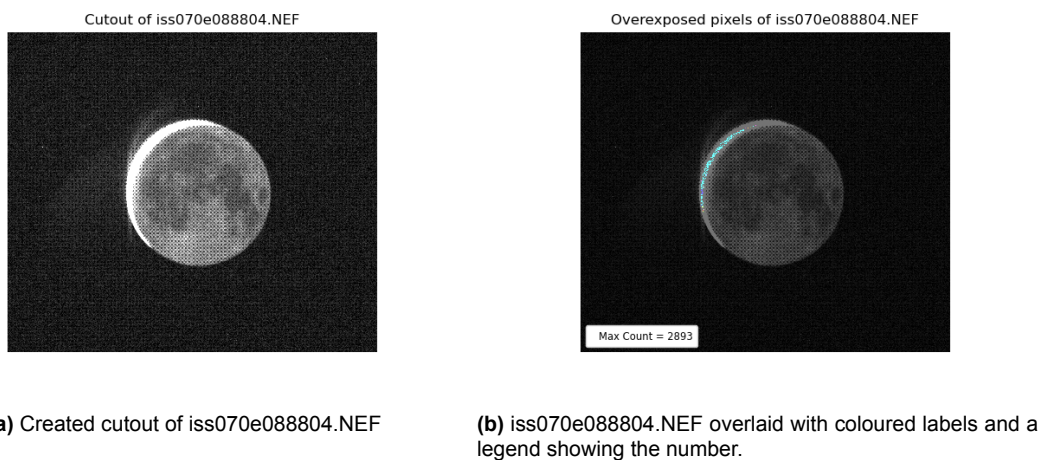 Cutout of iss070e088804.NEF
Overexposed pixels of iss070e088804.NEF
Max Count = 2893
a) Created cutout of iss070e088804.NEF
(b) iss070e088804.NEF overlaid with coloured labels and a
legend showing the number.